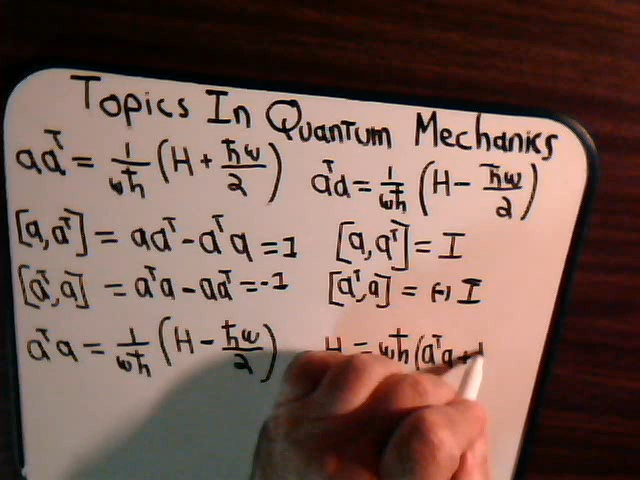 Topics In Quantum Mechanics
aa† = 1/ωħ (H + ħω/2) a†a = 1/ωħ (H - ħω/2)
[a, a†] = aa† - a†a = 1 [a, a†] = I
[a†, a] = a†a - aa† = -1 [a†, a] = (-) I
a†a = 1/ωħ (H - ħω/2) H = ωħ (a†a +